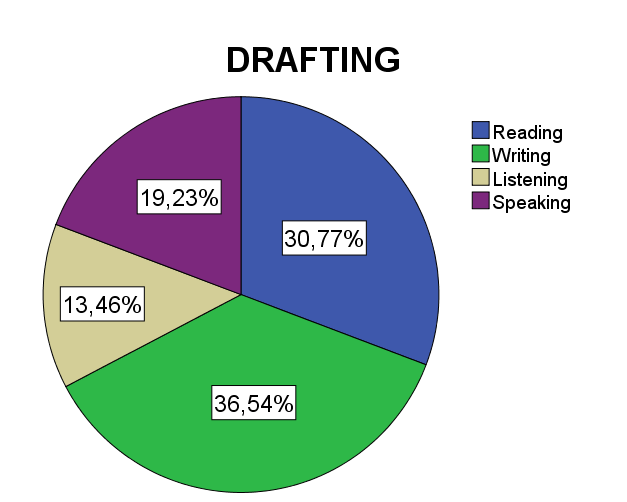 DRAFTING
Reading
Writing
Listening
Speaking
19,23%
30,77%
13,46%
36,54%